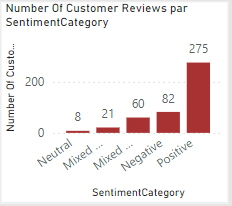 Number Of Customer Reviews par
SentimentCategory
Number Of Custo...
275
200
82
60
21
8
0
Neutral
Mixed ...
Mixed ...
Negative
Positive
SentimentCategory